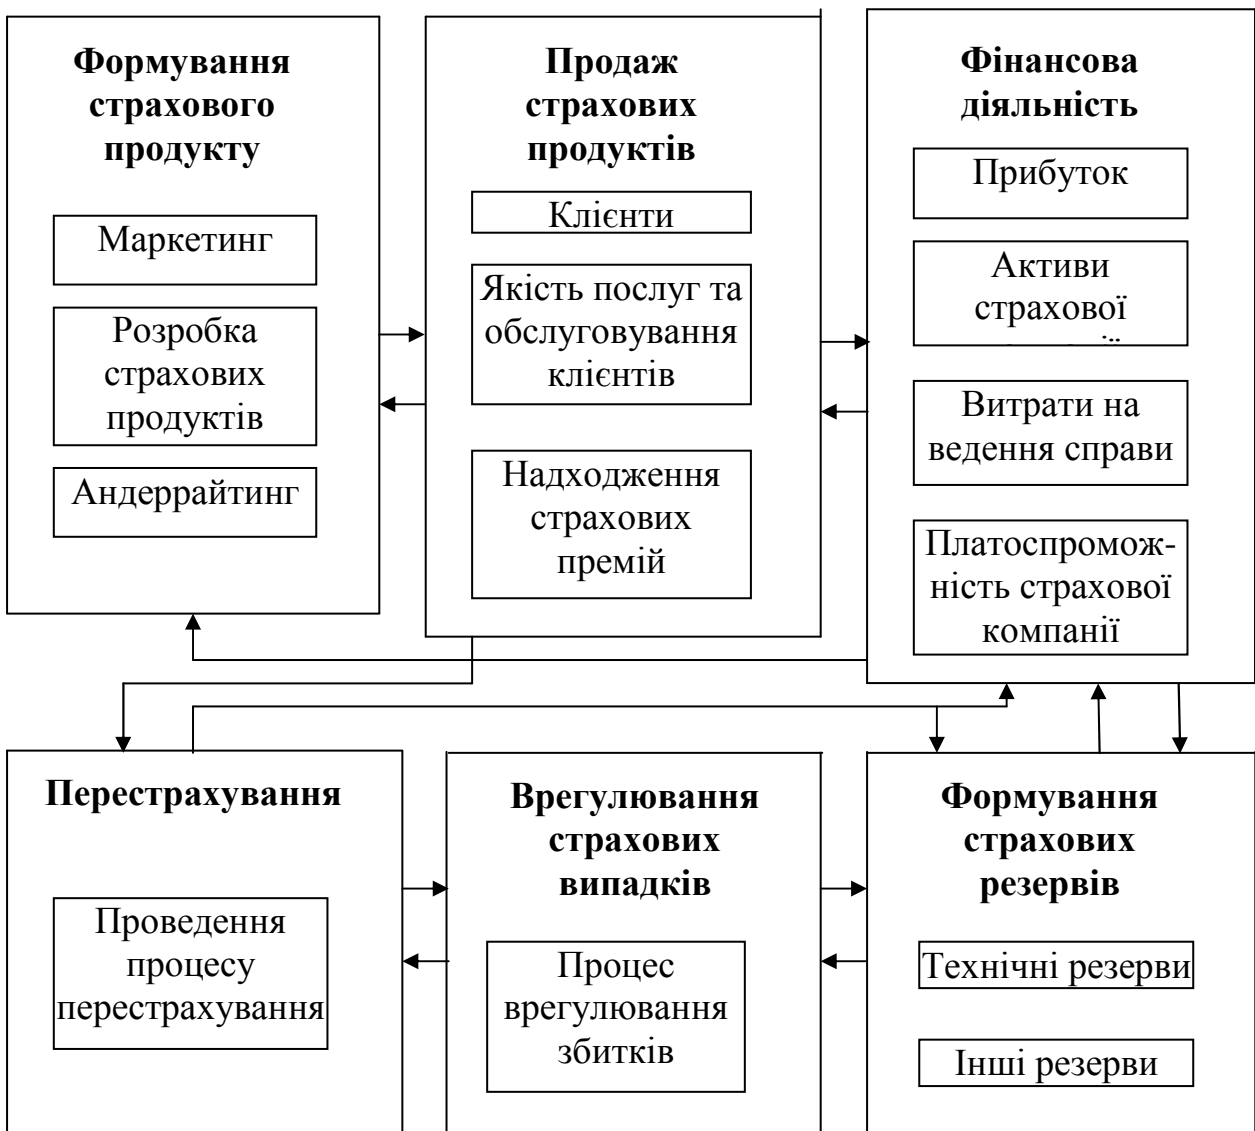 Формування
страхового
продукту
Маркетинг
Розробка
страхових
продуктів
Андеррайтинг
Продаж
страхових
продуктів
Клієнти
Якість послуг та
обслуговування
клієнтів
Надходження
страхових
премій
Фінансова
діяльність
Прибуток
Активи
страхової
Витрати на
ведення справи
Платоспромож-
ність страхової
компанії
Перестрахування
Проведення
процесу
перестрахування
Врегулювання
страхових
випадків
Процес
врегулювання
збитків
Формування
страхових
резервів
Технічні резерви
Інші резерви